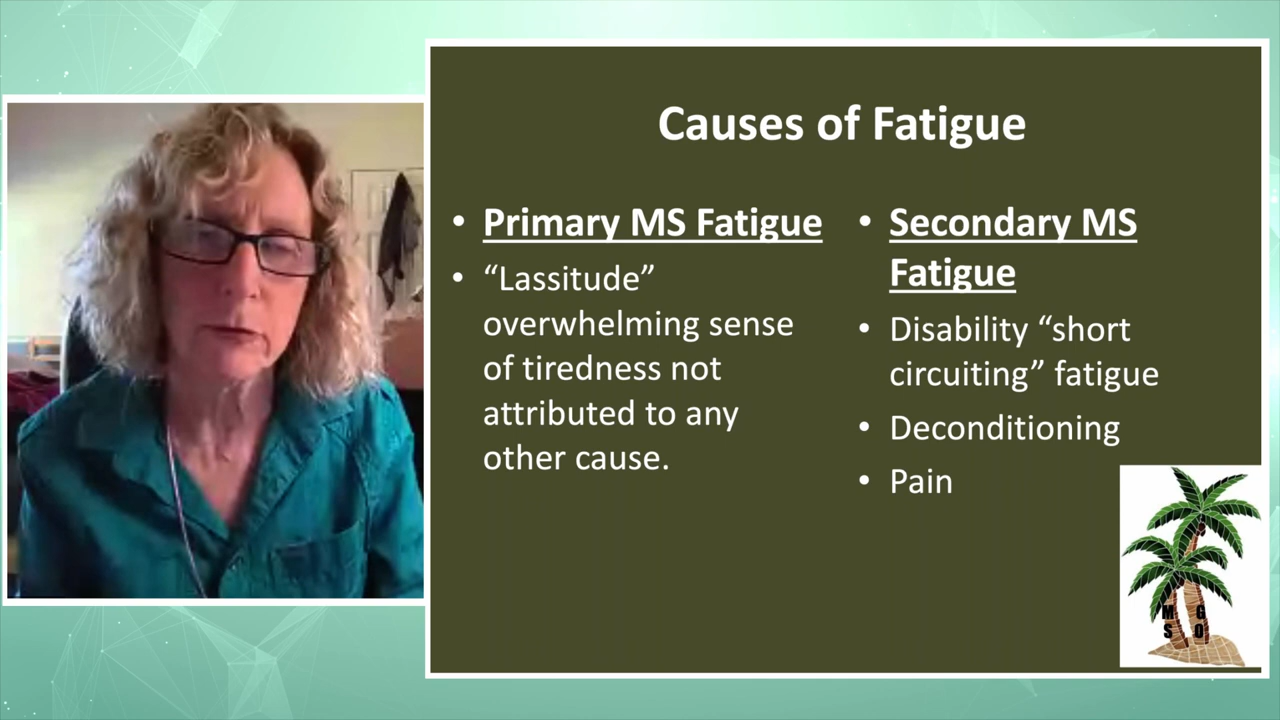 Causes of Fatigue
• Primary MS Fatigue
• “Lassitude”
overwhelming sense
of tiredness not
attributed to any
other cause.
• Secondary MS
Fatigue
• Disability “short
circuiting” fatigue
• Deconditioning
• Pain
M G
S O